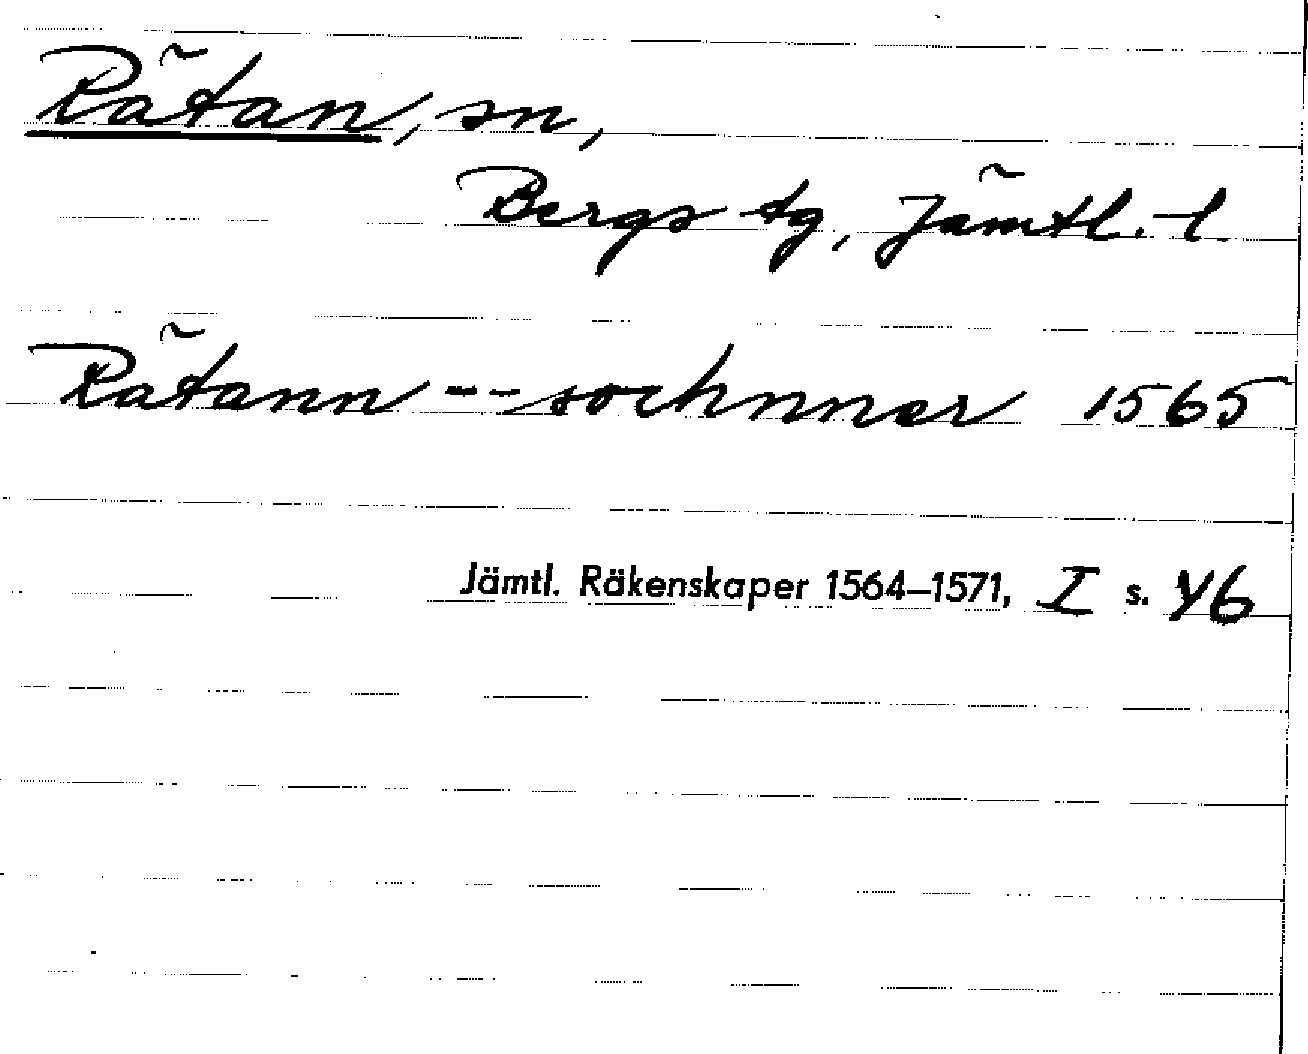 Rätan, sn,
Bergs tg, Jämtl. l.
Rätann -- sochnner 1565
Jämtl. Räkenskaper 1564–1571, I s. 46